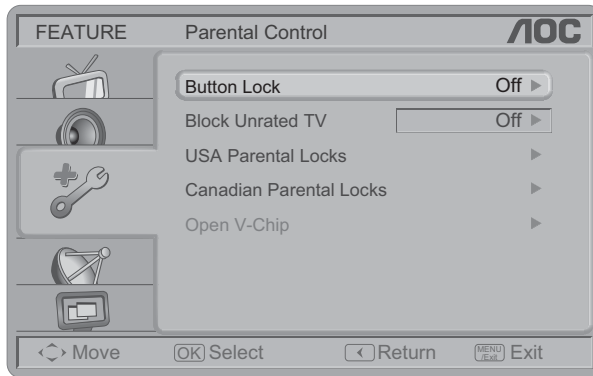 FEATURE Parental Control AOC
Button Lock Off
Block Unrated TV Off
USA Parental Locks
Canadian Parental Locks
Open V-Chip
Move OK Select Return MENU /Exit Exit